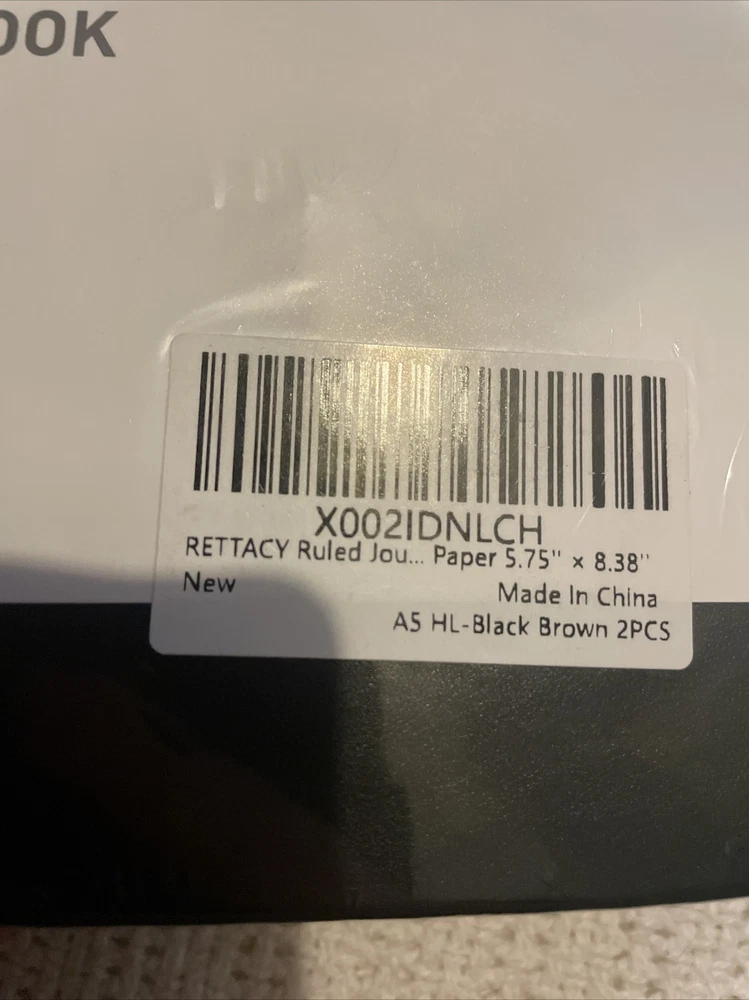 OOK
X002IDNLCH
RETTACY Ruled Jou... Paper 5.75" × 8.38"
New
Made In China
A5 HL-Black Brown 2PCS